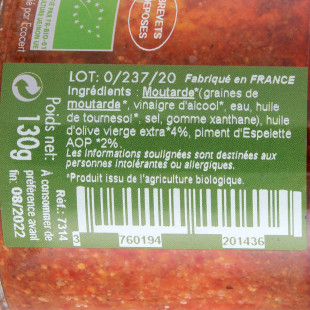 BREVETS
DEPOSES
LOT: 0/237/20 Fabriqué en FRANCE
Ingrédients : Moutarde*(graines de
moutarde*, vinaigre d'alcool*, eau, huile
de tournesol*, sel, gomme xanthane), huile
d'olive vierge extra*4%, piment d'Espelette
AOP *2%.
Les informations soulignées sont destinées aux
personnes intolérantes ou allergiques.
*Produit issu de l'agriculture biologique.
Poids net:
130g
À consommer de
préférence avant
fin: 08/2022
Réf.: 7314
760194 201436